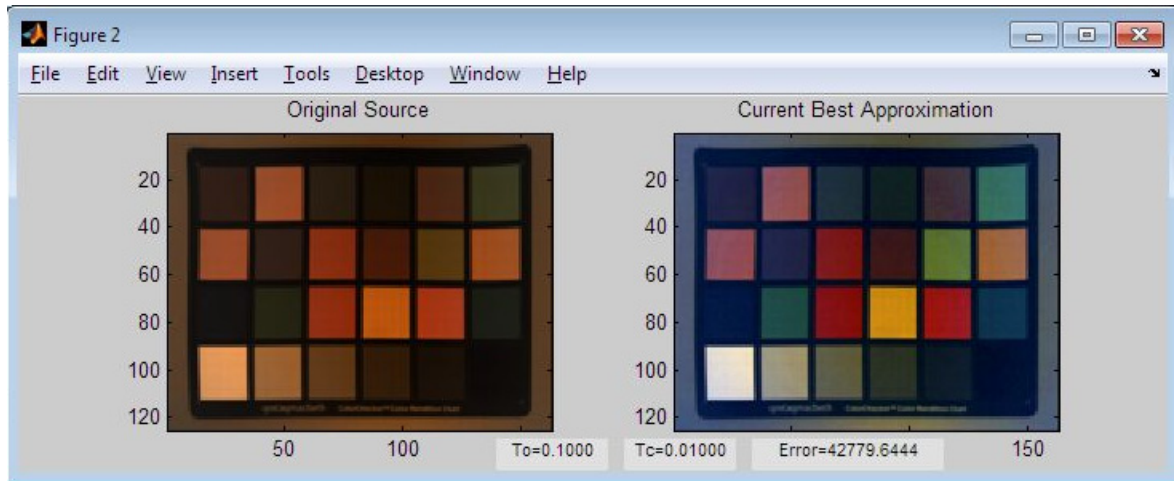 Figure 2
File Edit View Insert Tools Desktop Window Help
Original Source
Current Best Approximation
20
40
60
80
100
120
50
100
20
40
60
80
100
120
150
To=0.1000
Tc=0.01000
Error=42779.6444